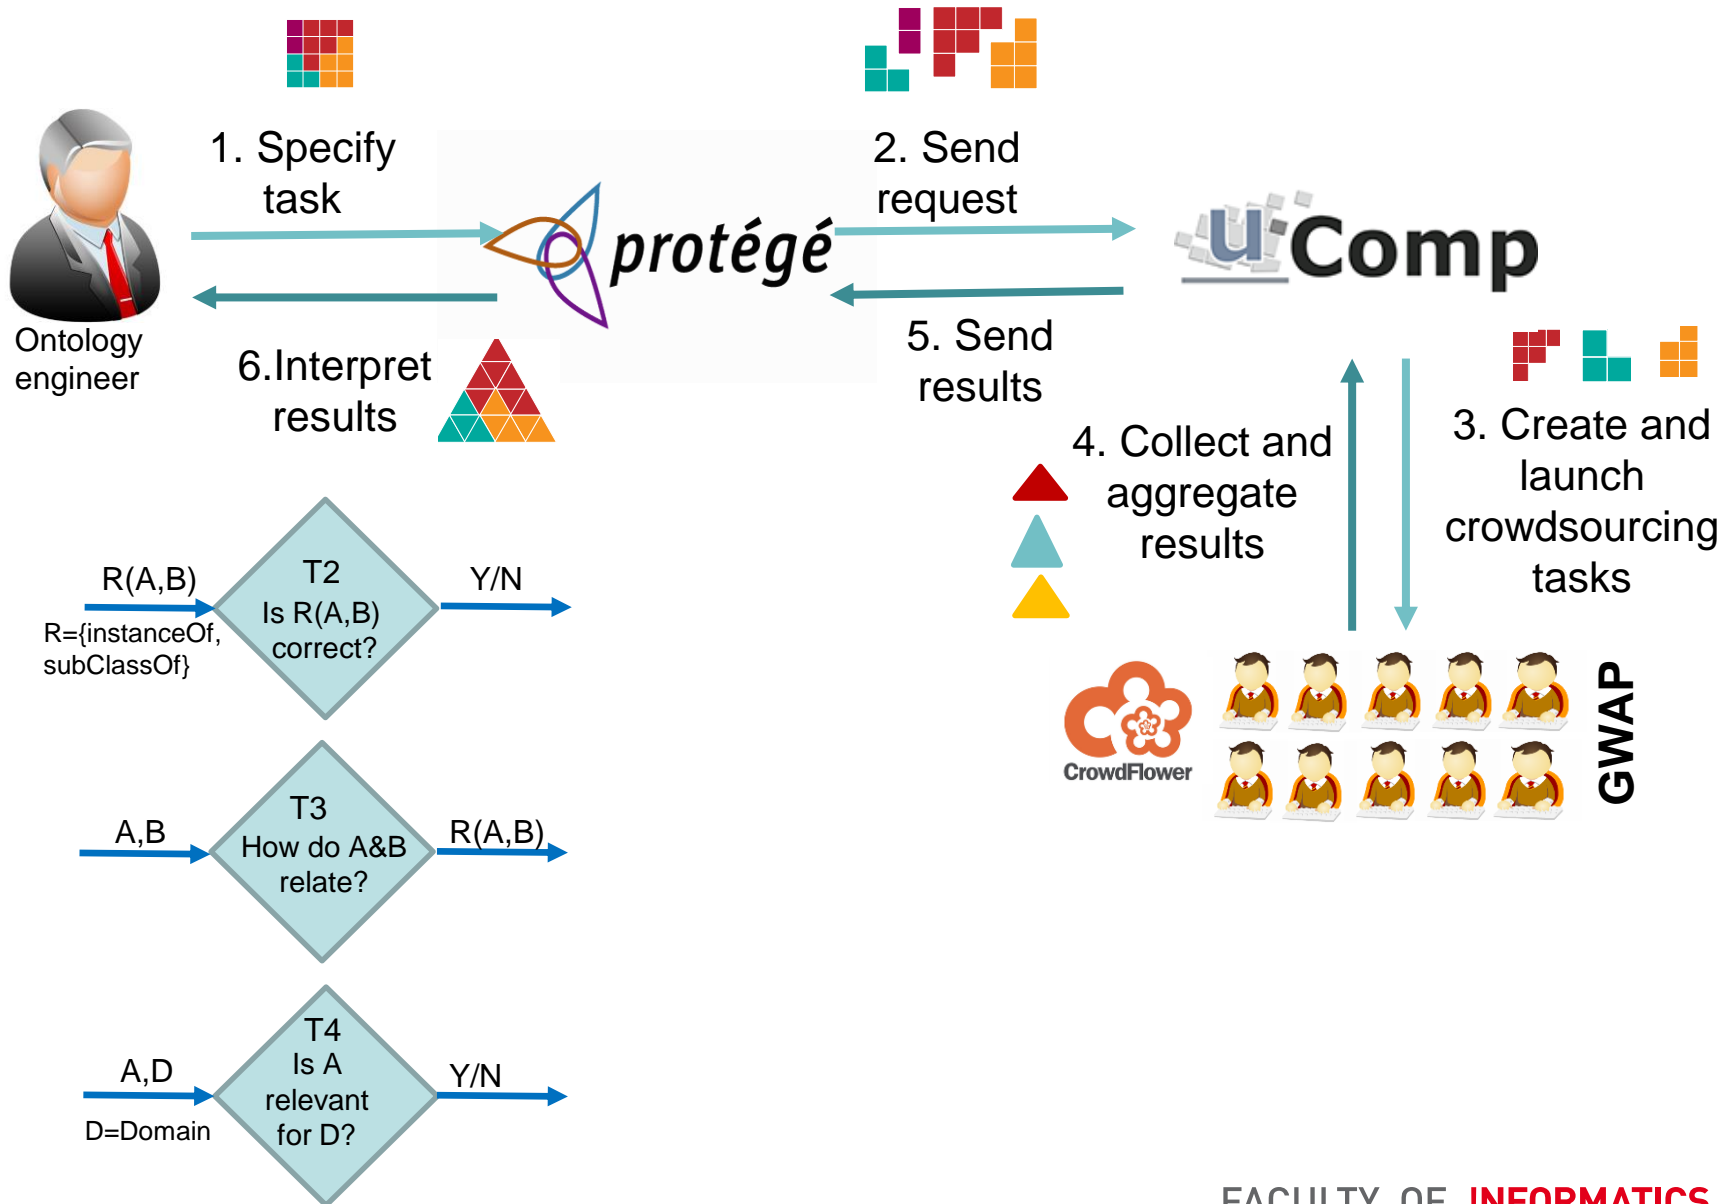 1. Specify
task
2. Send
request
protégé
uComp
Ontology
engineer
6.Interpret
results
5. Send
results
4. Collect and
aggregate
results
3. Create and
launch
crowdsourcing
tasks
R(A,B)
R={instanceOf,
subClassOf}
T2
Is R(A,B)
correct?
Y/N
CrowdFlower
GWAP
A,B
T3
How do A&B
relate?
R(A,B)
A,D
D=Domain
T4
Is A
relevant
for D?
Y/N
FACULTY OF INFORMATICS